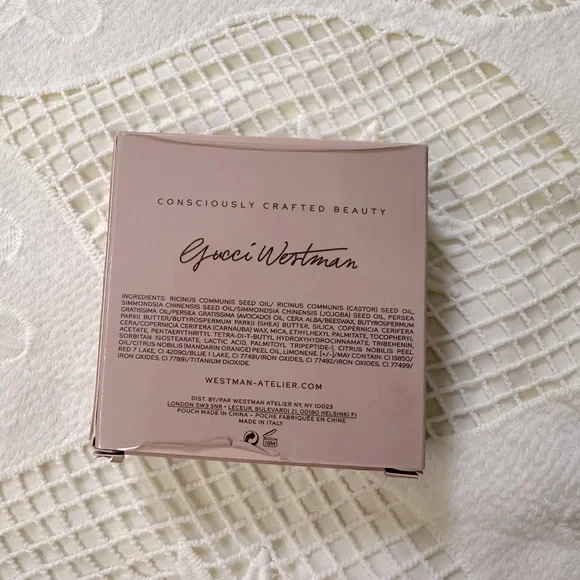 CONSCIOUSLY CRAFTED BEAUTY
Gucci Westman
INGREDIENTS: RICINUS COMMUNIS SEED OIL/ RICINUS COMMUNIS (CASTOR) SEED OIL,
SIMMONDSIA CHINENSIS SEED OIL/SIMMONDSIA CHINENSIS (JOJOBA) SEED OIL, PERSEA
GRATISSIMA OIL/PERSEA GRATISSIMA (AVOCADO) OIL, CERA ALBA/BEESWAX, BUTYROSPERMUM
PARKII BUTTER/BUTYROSPERMUM PARKII (SHEA) BUTTER, SILICA, COPERNICIA CERIFERA
CERA/COPERNICIA CERIFERA (CARNAUBA) WAX, MICA, ETHYLHEXYL PALMITATE, TOCOPHERYL
ACETATE, PENTAERYTHRITYL TETRA-DI-T-BUTYL HYDROXYHYDROCINNAMATE, TRIBEHENIN,
SORBITAN ISOSTEARATE, LACTIC ACID, PALMITOYL TRIPEPTIDE-1, CITRUS NOBILIS PEEL
OIL/CITRUS NOBILIS (MANDARIN ORANGE) PEEL OIL, LIMONENE. [+/-] MAY CONTAIN: CI 15850/
RED 7 LAKE, CI 42090/BLUE 1 LAKE, CI 77491/IRON OXIDES, CI 77492/IRON OXIDES, CI 77499/
IRON OXIDES, CI 77891/TITANIUM DIOXIDE.
WESTMAN-ATELIER.COM
DIST. BY/PAR WESTMAN ATELIER NY, NY 10023
LONDON SW3 5NR • LECEUR, BULEVARDI 21, 00180 HELSINKI FI
POUCH MADE IN CHINA - POCHE FABRIQUÉE EN CHINE
MADE IN ITALY
18M